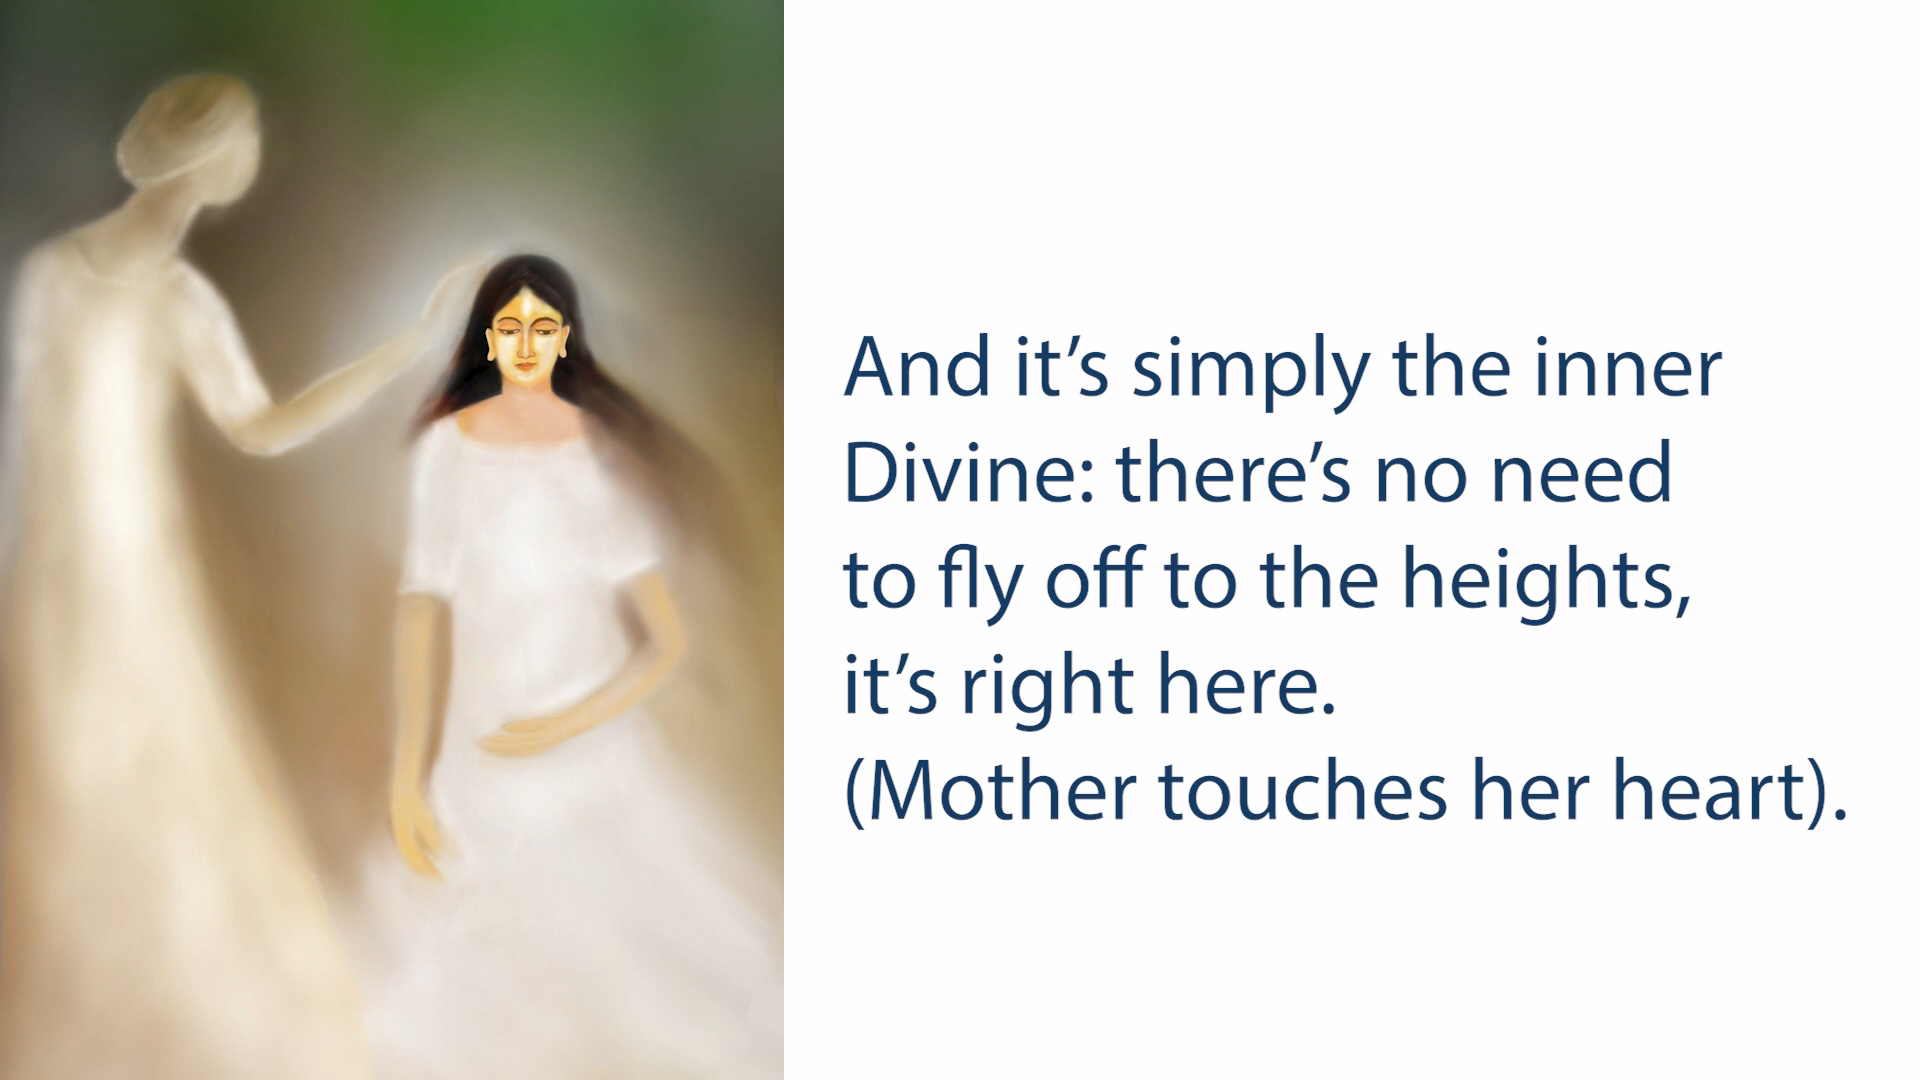 And it’s simply the inner
Divine: there’s no need
to fly off to the heights,
it’s right here.
(Mother touches her heart).